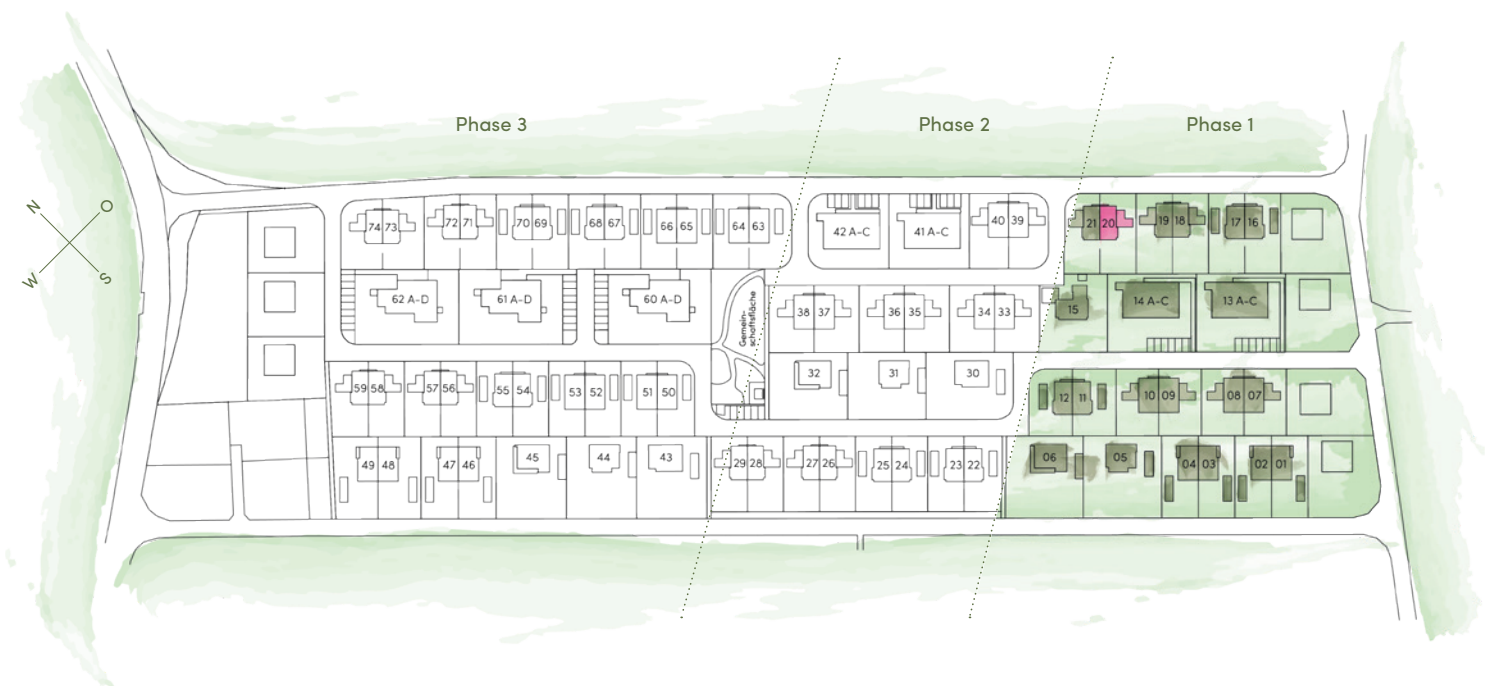 Phase 3
Phase 2
Phase 1
N
O
W
S
74 73
72 71
70 69
68 67
66 65
64 63
42 A-C
41 A-C
40 39
21 20
19 18
17 16
62 A-D
61 A-D
60 A-D
Gemein-
schaftsfläche
38 37
36 35
34 33
15
14 A-C
13 A-C
59 58
57 56
55 54
53 52
51 50
32
31
30
12 11
10 09
08 07
49 48
47 46
45
44
43
29 28
27 26
25 24
23 22
06
05
04 03
02 01